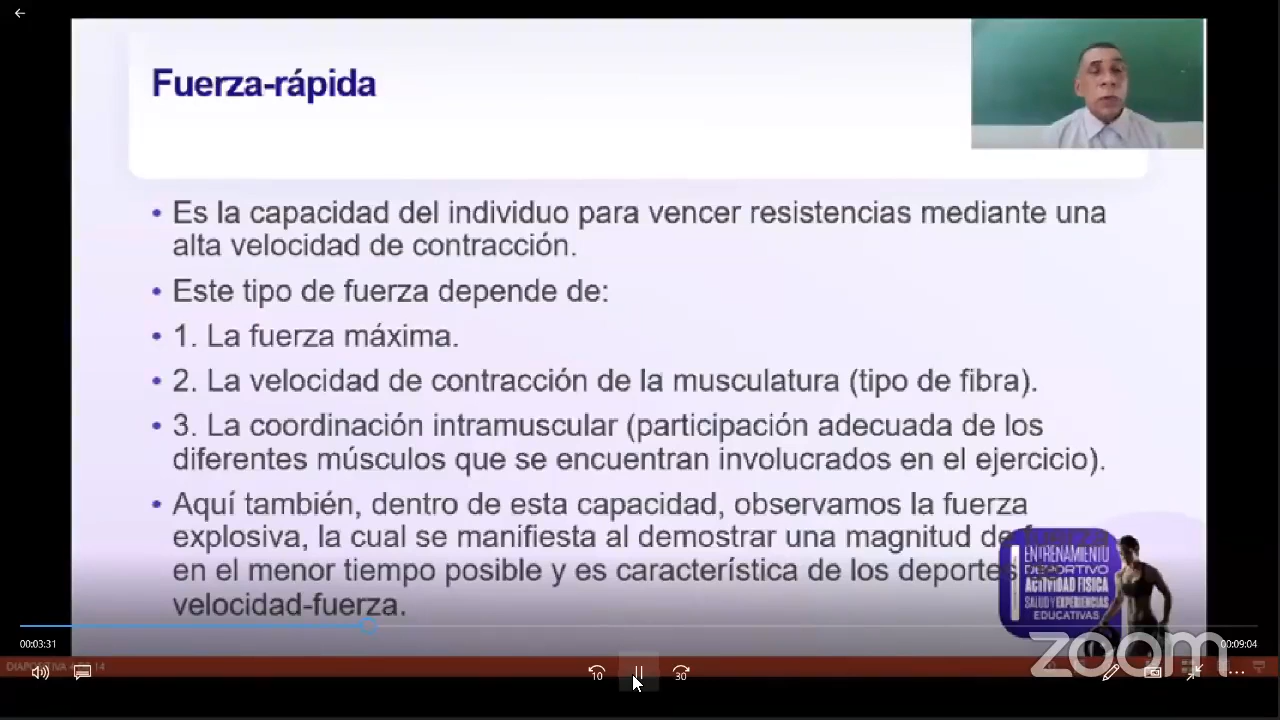 Fuerza-rápida
• Es la capacidad del individuo para vencer resistencias mediante una
alta velocidad de contracción.
• Este tipo de fuerza depende de:
• 1. La fuerza máxima.
• 2. La velocidad de contracción de la musculatura (tipo de fibra).
• 3. La coordinación intramuscular (participación adecuada de los
diferentes músculos que se encuentran involucrados en el ejercicio).
• Aquí también, dentro de esta capacidad, observamos la fuerza
explosiva, la cual se manifiesta al demostrar una magnitud de fuerza
en el menor tiempo posible y es característica de los deportes
velocidad-fuerza.
ENTRENAMIENTO
DEPORTIVO
ACTIVIDAD FISICA
SALUD Y EXPERIENCIAS
EDUCATIVAS
zoom
00:03:31
00:09:04
10
30